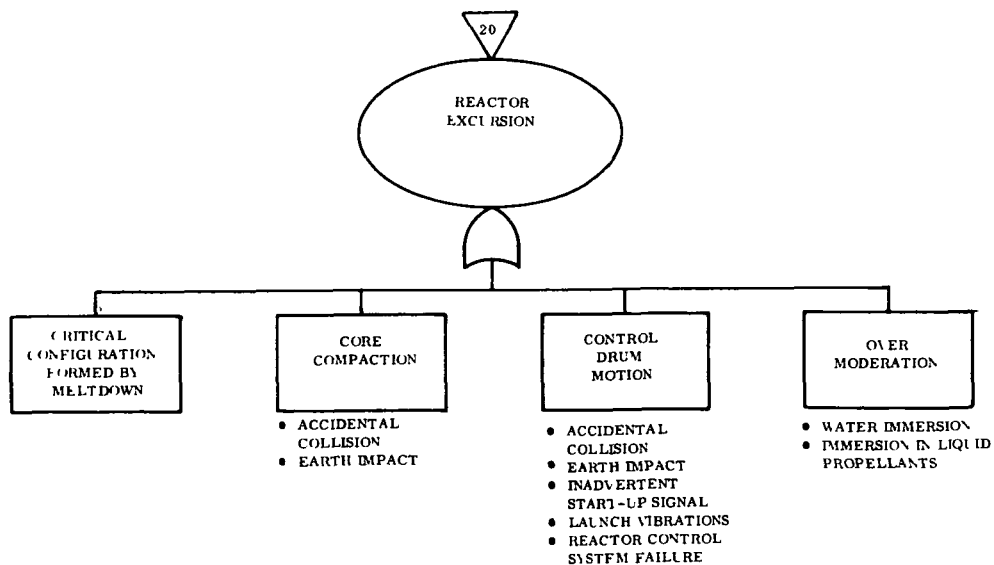 20
REACTOR
EXCURSION
CRITICAL
CONFIGURATION
FORMED BY
MELTDOWN
CORE
COMPACTION
• ACCIDENTAL
COLLISION
• EARTH IMPACT
CONTROL
DRUM
MOTION
• ACCIDENTAL
COLLISION
• EARTH IMPACT
• INADVERTENT
START-UP SIGNAL
• LAUNCH VIBRATIONS
• REACTOR CONTROL
SYSTEM FAILURE
OVER
MODERATION
• WATER IMMERSION
• IMMERSION IN LIQUID
PROPELLANTS